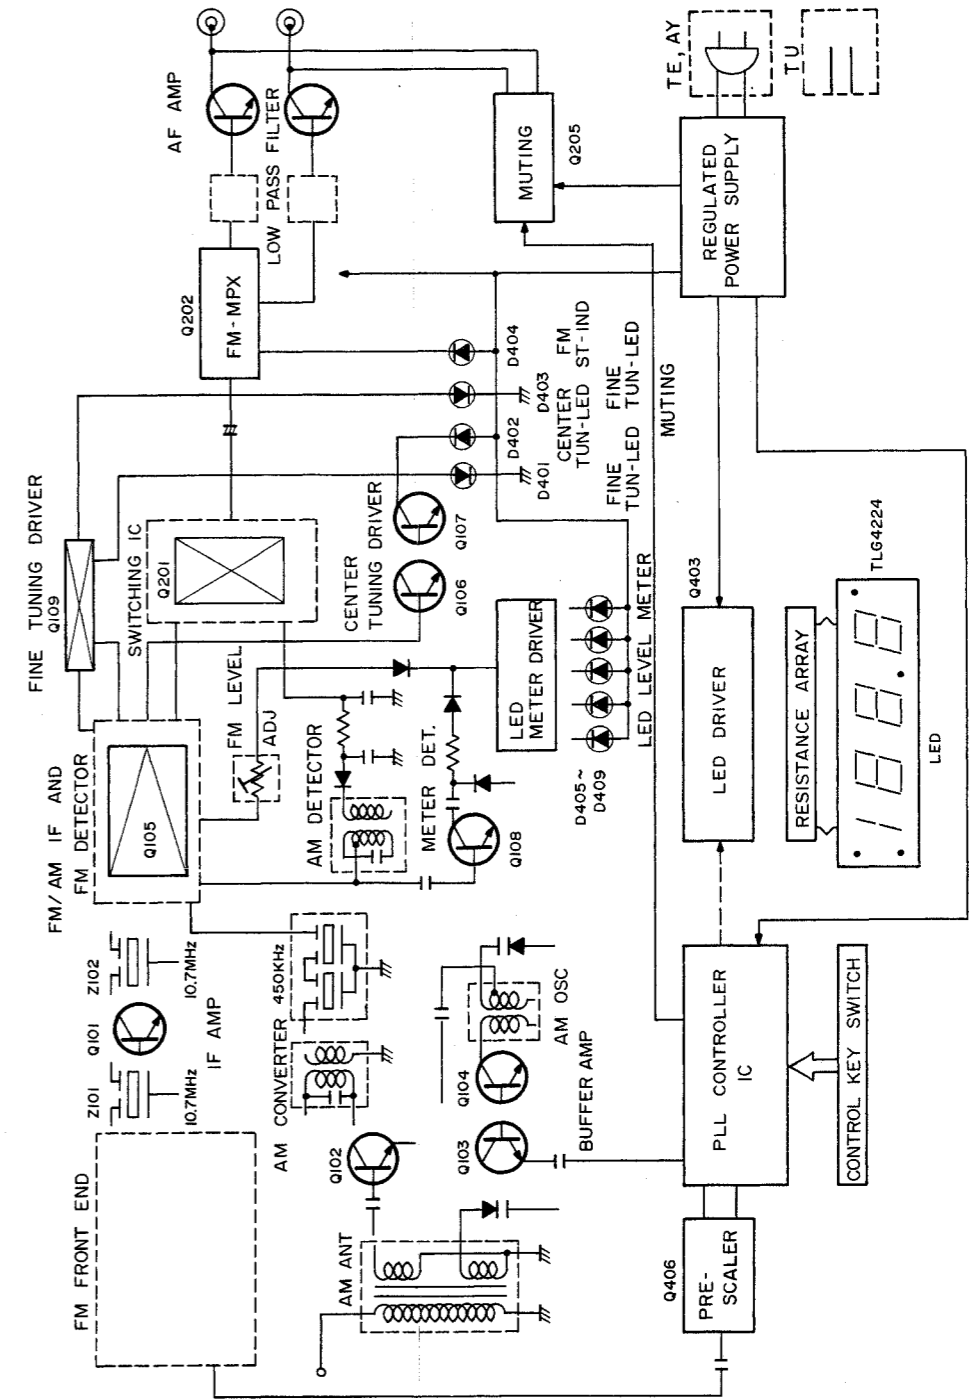 FM FRONT END
Z101
10.7MHz
Q101
Z102
10.7MHz
IF AMP
FM/AM IF AND
FM DETECTOR
Q105
FINE TUNING DRIVER
Q109
SWITCHING IC
Q201
Q202
FM-MPX
AF AMP
LOW PASS FILTER
FM LEVEL
ADJ
CENTER
TUNING DRIVER
Q106
Q107
D401
D402
D403
D404
CENTER FM
TUN-LED ST-IND
FINE FINE
TUN-LED TUN-LED
MUTING
Q205
AM ANT
Q102
AM CONVERTER
450KHz
AM DETECTOR
METER DET.
Q108
LED
METER DRIVER
D405~
D409
LED LEVEL METER
Q103
Q104
AM OSC
BUFFER AMP
MUTING
Q406
PRE-
SCALER
PLL CONTROLLER
IC
CONTROL KEY SWITCH
LED DRIVER
Q403
RESISTANCE ARRAY
188.8
LED
TLG4224
REGULATED
POWER SUPPLY
TE, AY
TU